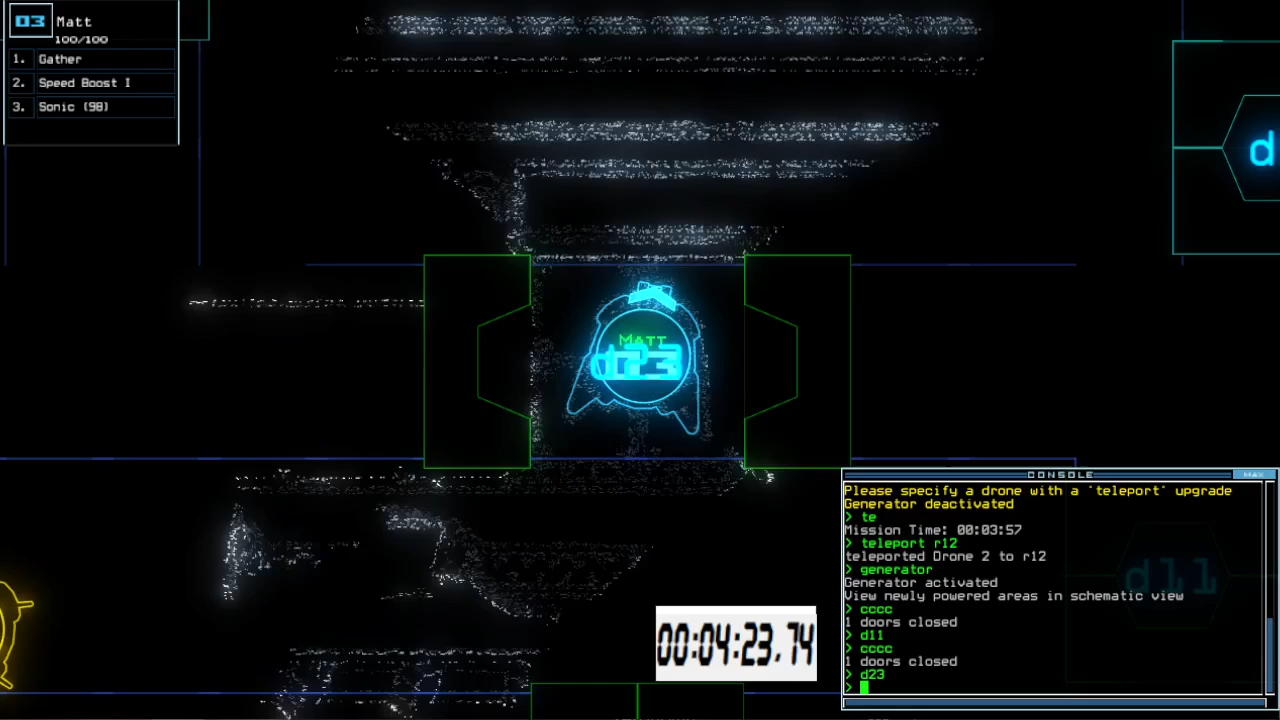 03 Matt
100/100
1. Gather
2. Speed Boost I
3. Sonic (98)
d
Matt
d23
CONSOLE
MAX
Please specify a drone with a 'teleport' upgrade
Generator deactivated
> te
Mission Time: 00:03:57
> teleport r12
teleported Drone 2 to r12
> generator
Generator activated
View newly powered areas in schematic view
> cccc
1 doors closed
> d11
> cccc
1 doors closed
> d23
>
d11
00:04:23.74